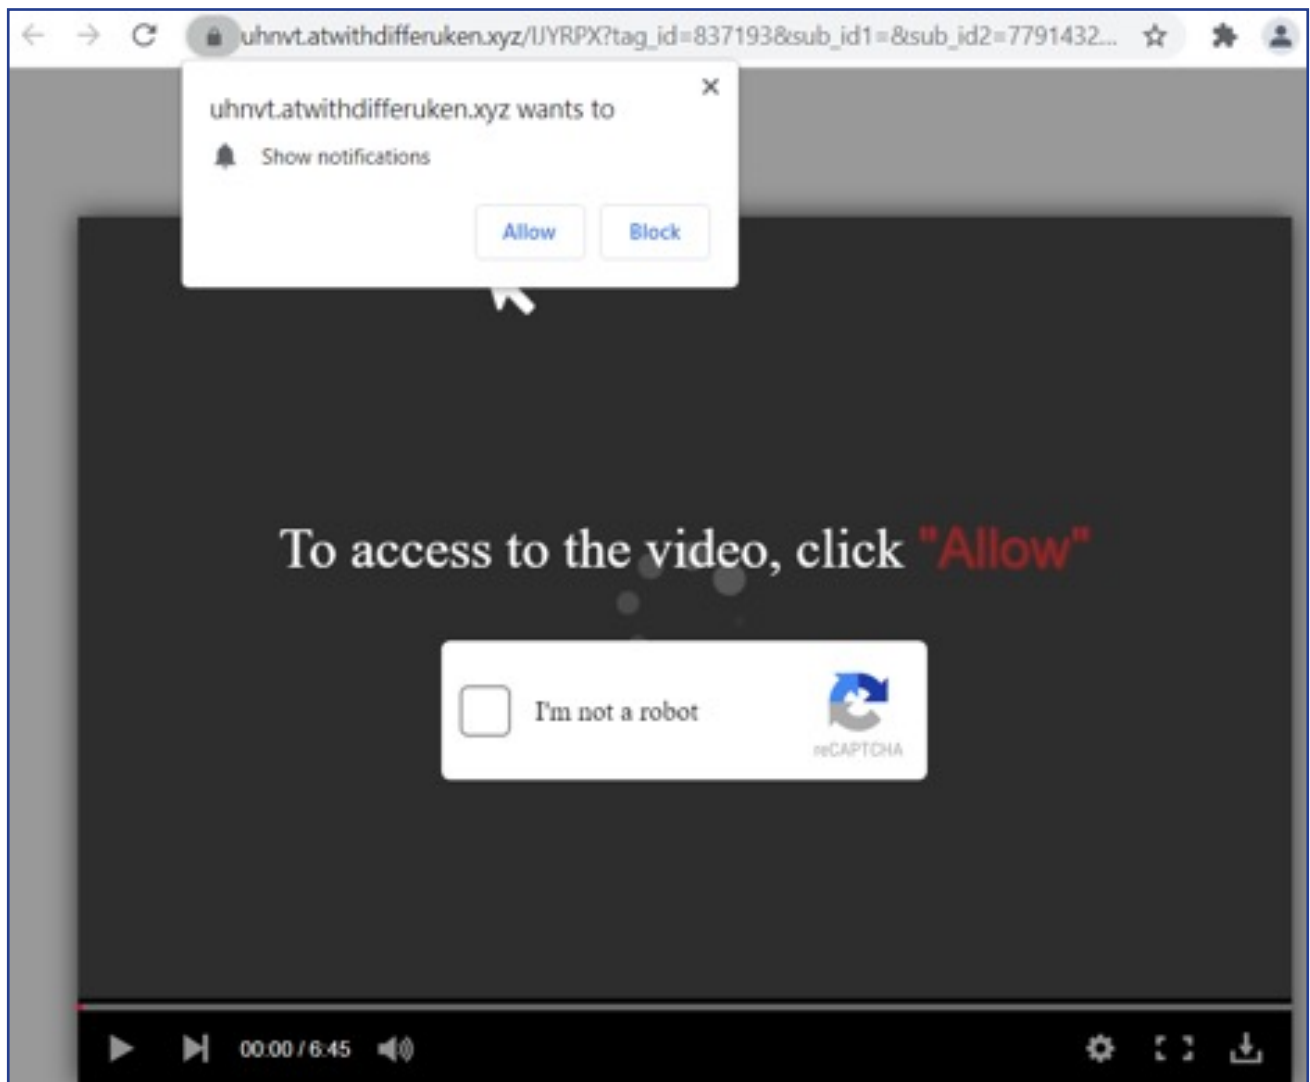 uhnvt.atwithdifferuken.xyz/IJYRPX?tag_id=837193&sub_id1=&sub_id2=7791432...
uhnvt.atwithdifferuken.xyz wants to
Show notifications
Allow
Block
To access to the video, click "Allow"
I'm not a robot
reCAPTCHA
00:00 / 6:45